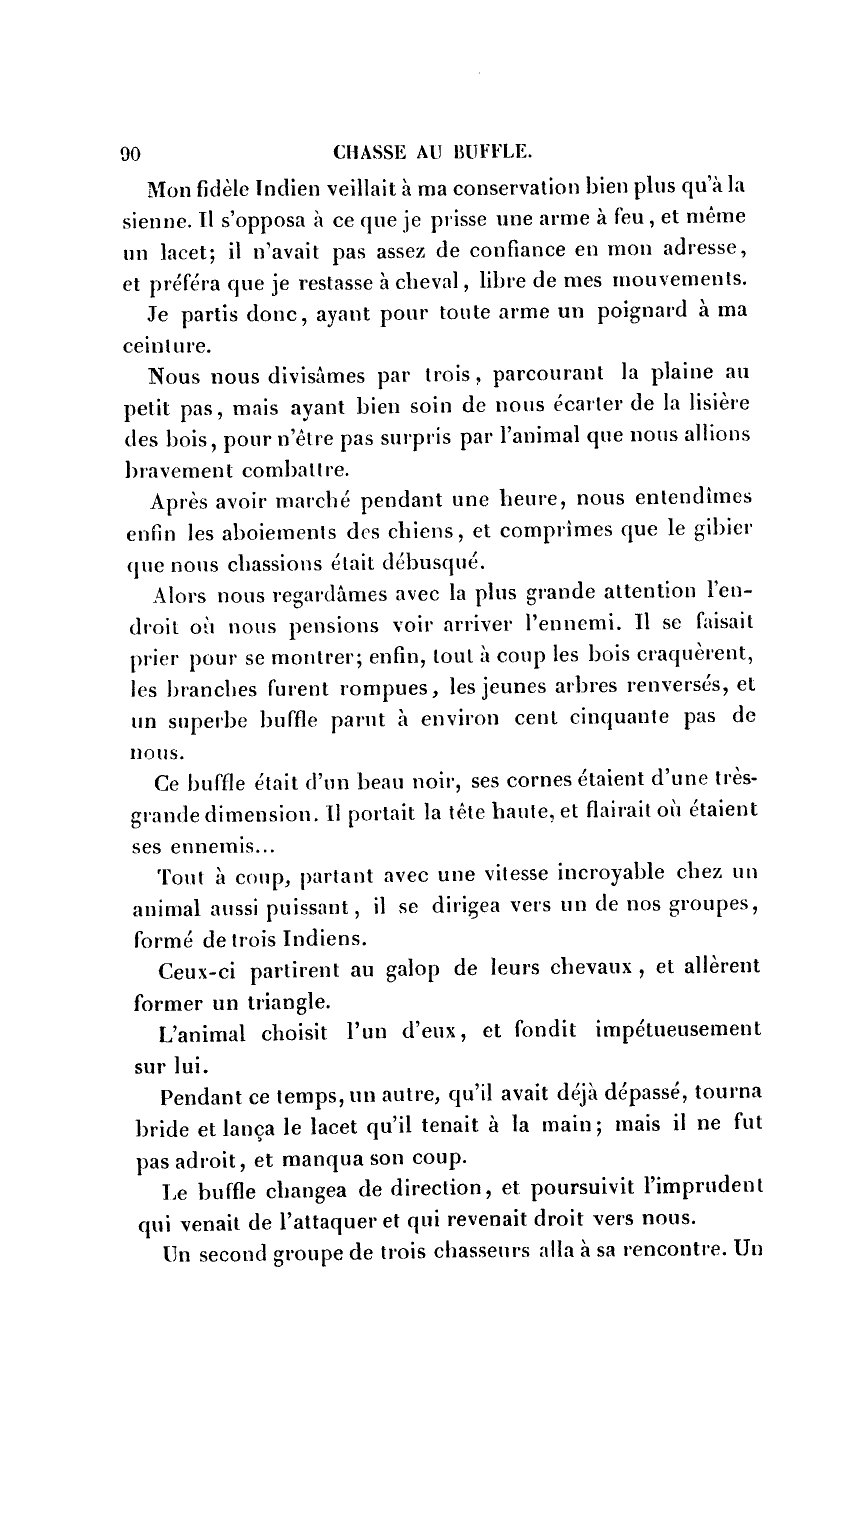 90 CHASSE AU BUFFLE.
Mon fidèle Indien veillait à ma conservation bien plus qu'à la
sienne. Il s'opposa à ce que je prisse une arme à feu, et même
un lacet; il n'avait pas assez de confiance en mon adresse,
et préféra que je restasse à cheval, libre de mes mouvements.
Je partis donc, ayant pour toute arme un poignard à ma
ceinture.
Nous nous divisâmes par trois, parcourant la plaine au
petit pas, mais ayant bien soin de nous écarter de la lisière
des bois, pour n'être pas surpris par l'animal que nous allions
bravement combattre.
Après avoir marché pendant une heure, nous entendîmes
enfin les aboiements des chiens, et comprîmes que le gibier
que nous chassions était débusqué.
Alors nous regardâmes avec la plus grande attention l'en-
droit où nous pensions voir arriver l'ennemi. Il se faisait
prier pour se montrer; enfin, tout à coup les bois craquèrent,
les branches furent rompues, les jeunes arbres renversés, et
un superbe buffle parut à environ cent cinquante pas de
nous.
Ce buffle était d'un beau noir, ses cornes étaient d'une très-
grande dimension. Il portait la tête haute, et flairait où étaient
ses ennemis...
Tout à coup, partant avec une vitesse incroyable chez un
animal aussi puissant, il se dirigea vers un de nos groupes,
formé de trois Indiens.
Ceux-ci partirent au galop de leurs chevaux, et allèrent
former un triangle.
L'animal choisit l'un d'eux, et fondit impétueusement
sur lui.
Pendant ce temps, un autre, qu'il avait déjà dépassé, tourna
bride et lança le lacet qu'il tenait à la main; mais il ne fut
pas adroit, et manqua son coup.
Le buffle changea de direction, et poursuivit l'imprudent
qui venait de l'attaquer et qui revenait droit vers nous.
Un second groupe de trois chasseurs alla à sa rencontre. Un